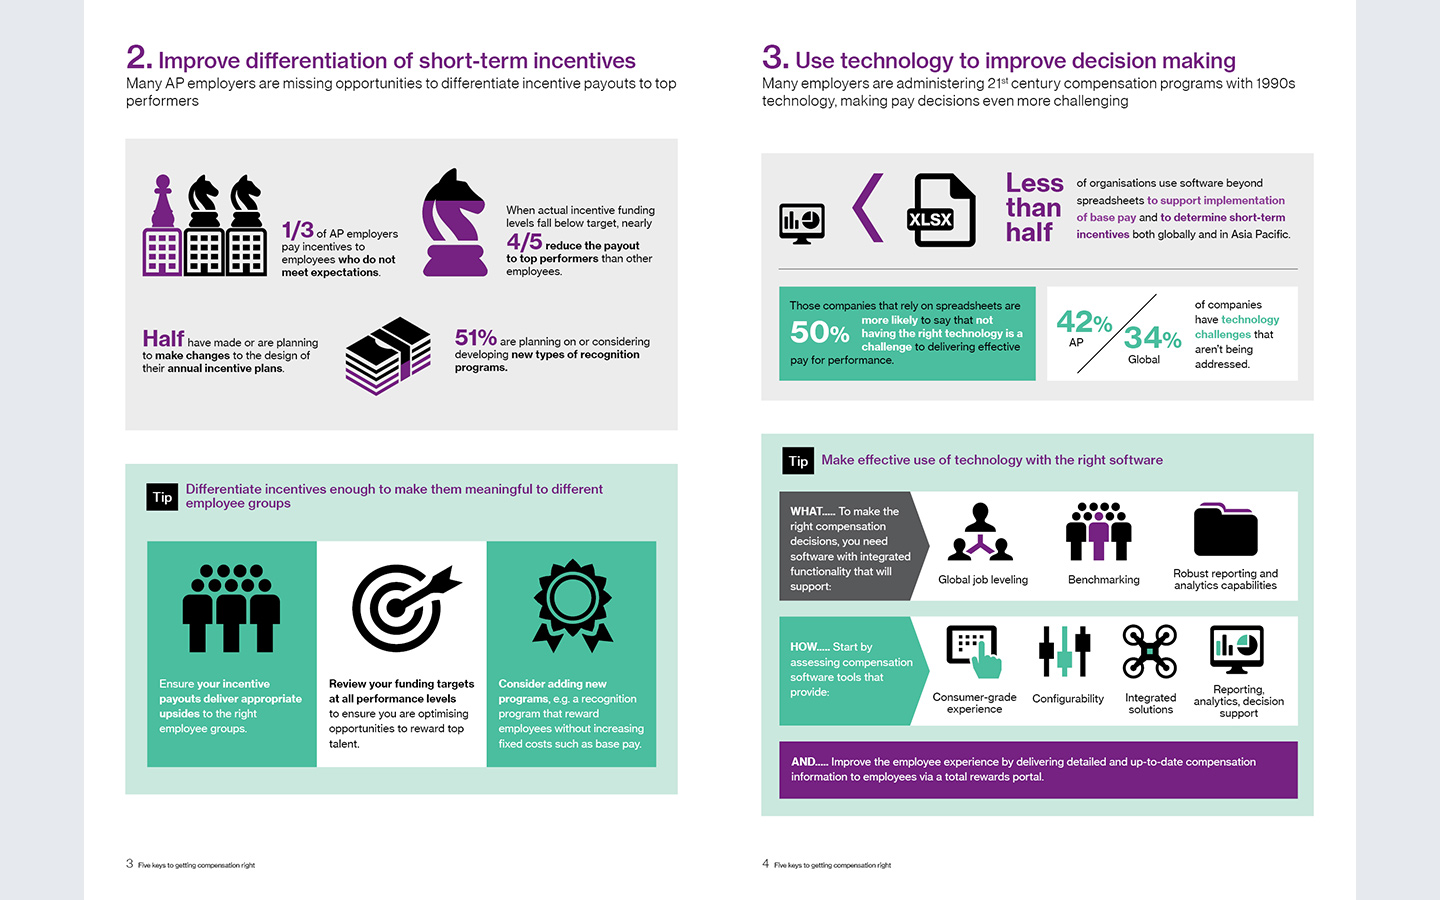 2. Improve differentiation of short-term incentives
Many AP employers are missing opportunities to differentiate incentive payouts to top
performers
1/3 of AP employers
pay incentives to
employees who do not
meet expectations.
When actual incentive funding
levels fall below target, nearly
4/5 reduce the payout
to top performers than other
employees.
Half have made or are planning
to make changes to the design of
their annual incentive plans.
51% are planning on or considering
developing new types of recognition
programs.
Tip
Differentiate incentives enough to make them meaningful to different
employee groups
Ensure your incentive
payouts deliver appropriate
upsides to the right
employee groups.
Review your funding targets
at all performance levels
to ensure you are optimising
opportunities to reward top
talent.
Consider adding new
programs, e.g. a recognition
program that reward
employees without increasing
fixed costs such as base pay.
3 Five keys to getting compensation right
3. Use technology to improve decision making
Many employers are administering 21st century compensation programs with 1990s
technology, making pay decisions even more challenging
XLSX
Less
than
half
of organisations use software beyond
spreadsheets to support implementation
of base pay and to determine short-term
incentives both globally and in Asia Pacific.
Those companies that rely on spreadsheets are
50% more likely to say that not
having the right technology is a
challenge to delivering effective
pay for performance.
42%
AP
34%
Global
of companies
have technology
challenges that
aren't being
addressed.
Tip
Make effective use of technology with the right software
WHAT..... To make the
right compensation
decisions, you need
software with integrated
functionality that will
support:
Global job leveling
Benchmarking
Robust reporting and
analytics capabilities
HOW..... Start by
assessing compensation
software tools that
provide:
Consumer-grade
experience
Configurability
Integrated
solutions
Reporting,
analytics, decision
support
AND..... Improve the employee experience by delivering detailed and up-to-date compensation
information to employees via a total rewards portal.
4 Five keys to getting compensation right